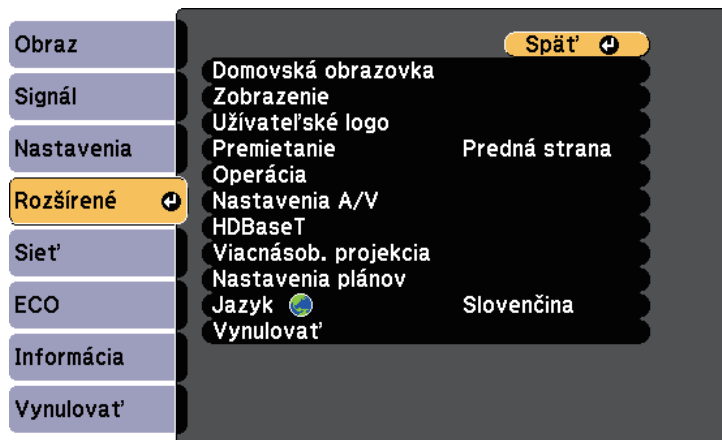 Obraz
Signál
Nastavenia
Rozšírené
Sieť
ECO
Informácia
Vynulovať
Späť
Domovská obrazovka
Zobrazenie
Užívateľské logo
Premietanie Predná strana
Operácia
Nastavenia A/V
HDBaseT
Viacnásob. projekcia
Nastavenia plánov
Jazyk Slovenčina
Vynulovať